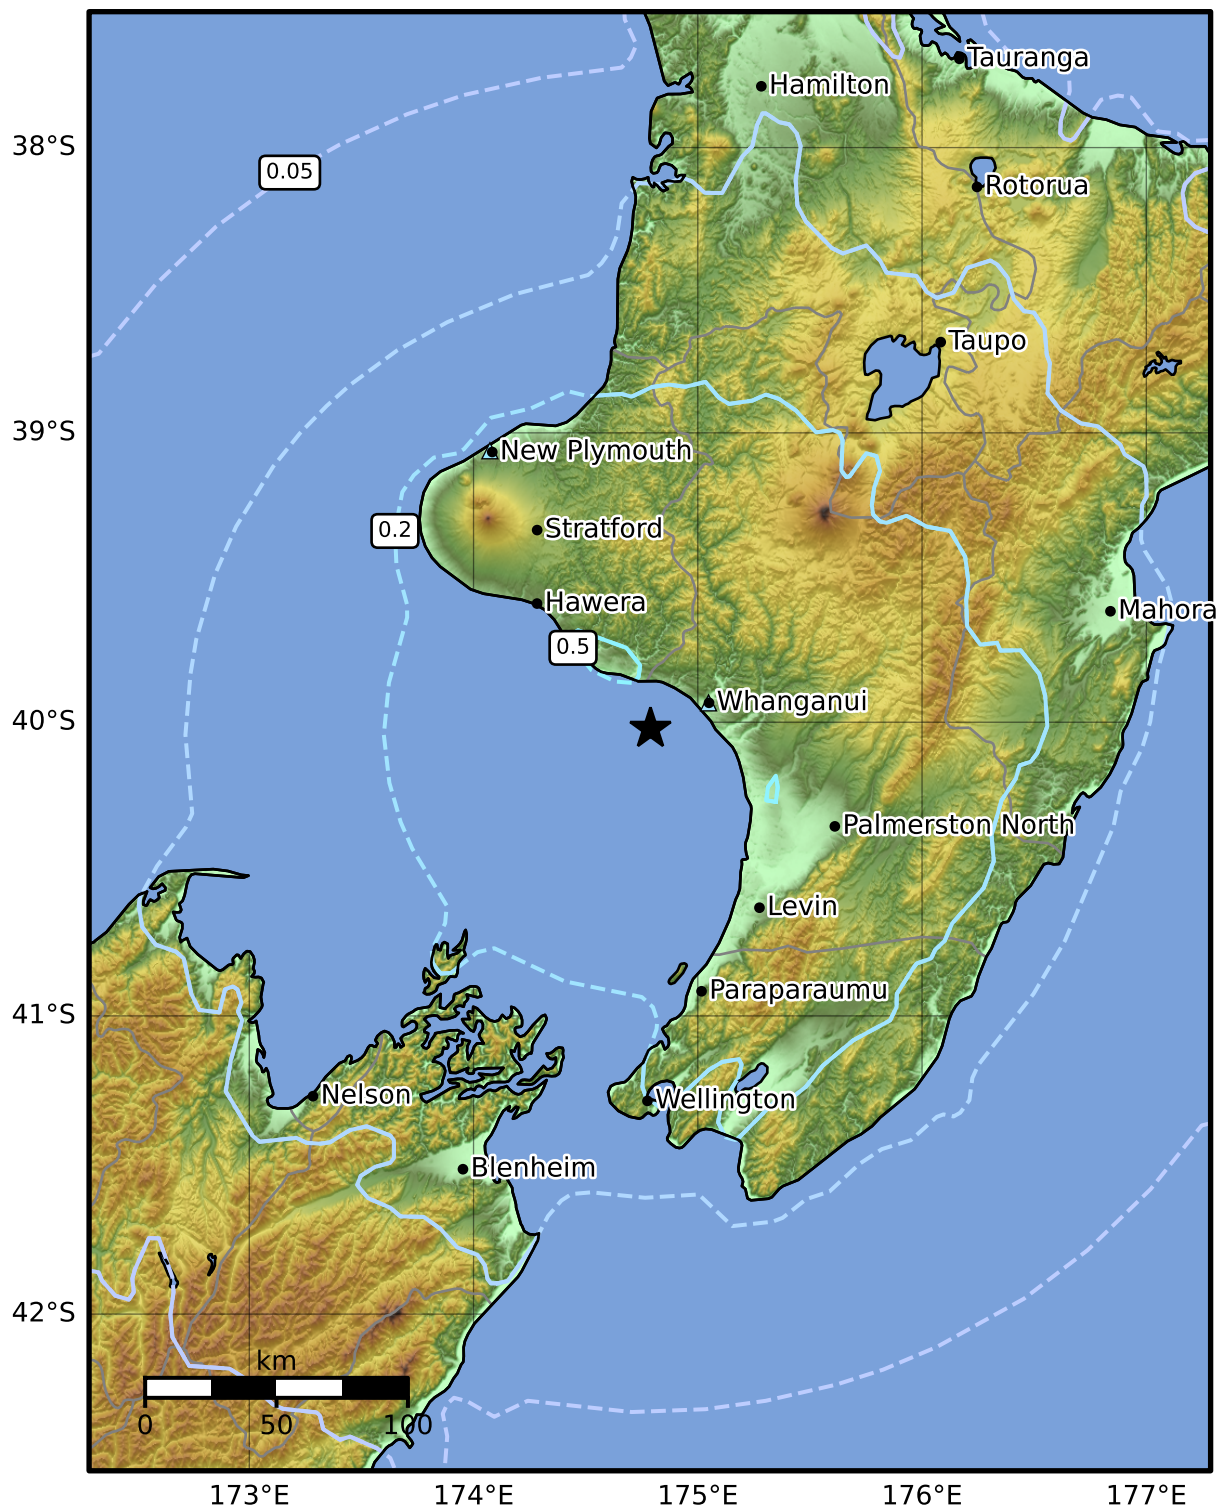 Tauranga
Hamilton
38°S
0.05
Rotorua
Taupo
39°S
New Plymouth
0.2
Stratford
Hawera
Mahora
0.5
Whanganui
40°S
Palmerston North
Levin
Paraparaumu
41°S
Nelson
Wellington
Blenheim
42°S
km
0 50 100
173°E 174°E 175°E 176°E 177°E